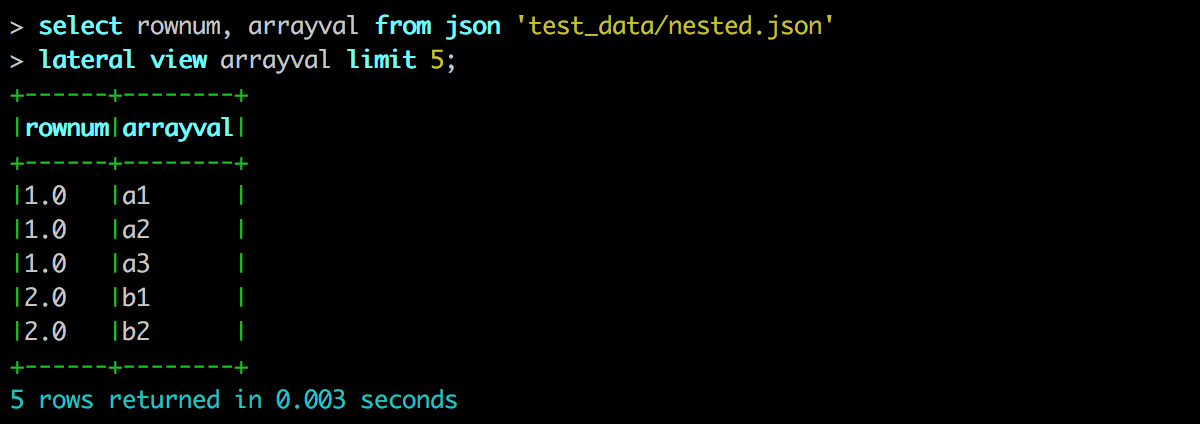 > select rownum, arrayval from json 'test_data/nested.json'
> lateral view arrayval limit 5;
+------+--------+
|rownum|arrayval|
+------+--------+
|1.0   |a1      |
|1.0   |a2      |
|1.0   |a3      |
|2.0   |b1      |
|2.0   |b2      |
+------+--------+
5 rows returned in 0.003 seconds